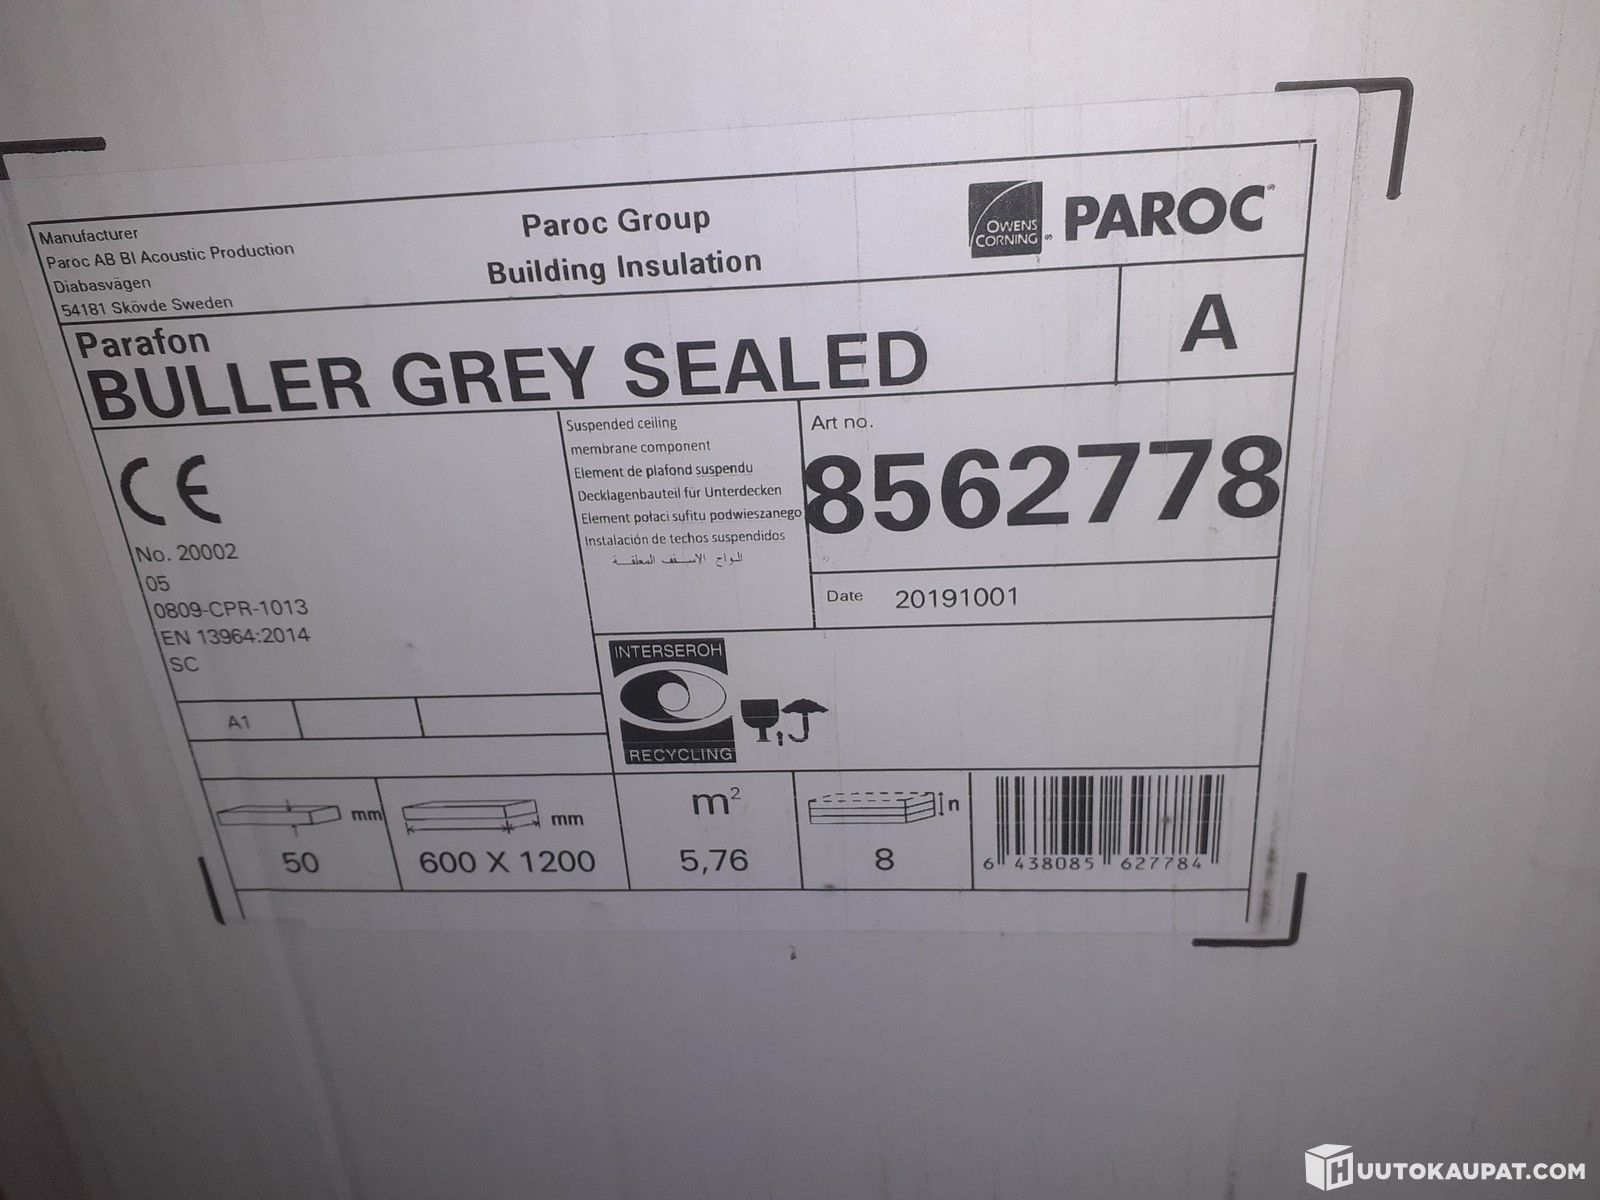 Manufacturer
Paroc AB BI Acoustic Production
Diabasvägen
54181 Skövde Sweden
Paroc Group
Building Insulation
OWENS
CORNING
PAROC®
Parafon
BULLER GREY SEALED
A
CE
No. 20002
05
0809-CPR-1013
EN 13964:2014
SC
Suspended ceiling
membrane component
Element de plafond suspendu
Decklagenbauteil für Unterdecken
Element połaci sufitu podwieszanego
Instalación de techos suspendidos
الواح الاسقف المعلقة
Art no.
8562778
Date 20191001
A1
INTERSEROH
RECYCLING
mm
50
mm
600 X 1200
m²
5,76
n
8
6 438085 627784
HUUTOKAUPAT.COM